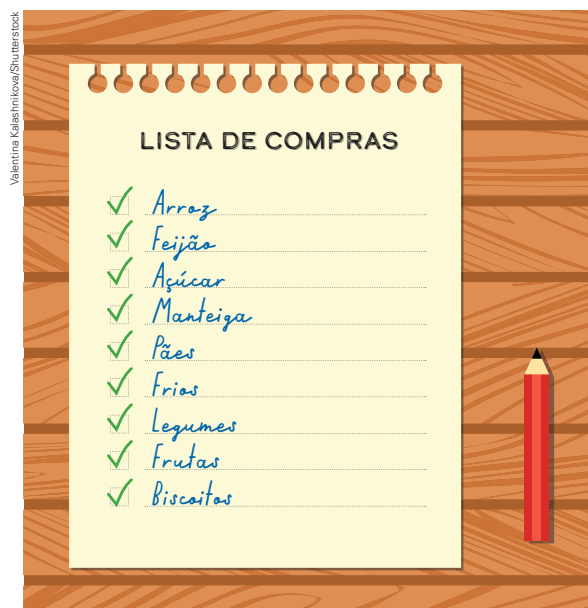 Valentina Kalashnikova/Shutterstock
LISTA DE COMPRAS
Arroz
Feijão
Açúcar
Manteiga
Pães
Frios
Legumes
Frutas
Biscoitos